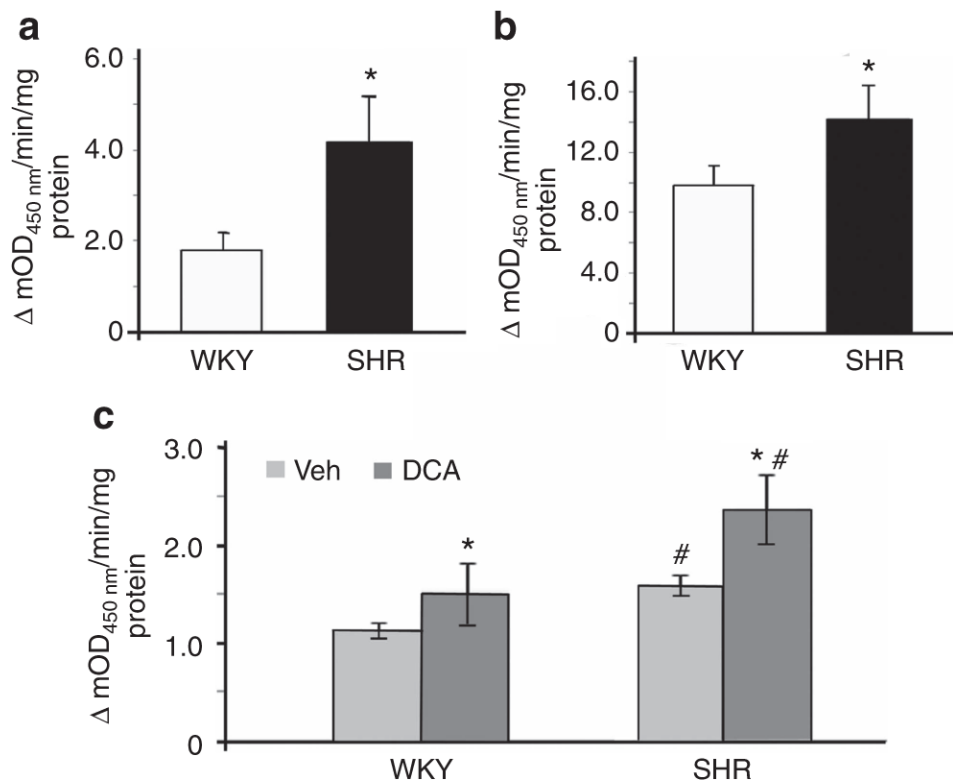 a
Δ mOD450 nm/min/mg
protein
6.0
4.0
2.0
0
*
WKY
SHR
b
Δ mOD450 nm/min/mg
protein
16.0
12.0
8.0
4.0
0
*
WKY
SHR
c
Δ mOD450 nm/min/mg
protein
3.0
2.0
1.0
0
Veh
DCA
*
#
* #
WKY
SHR